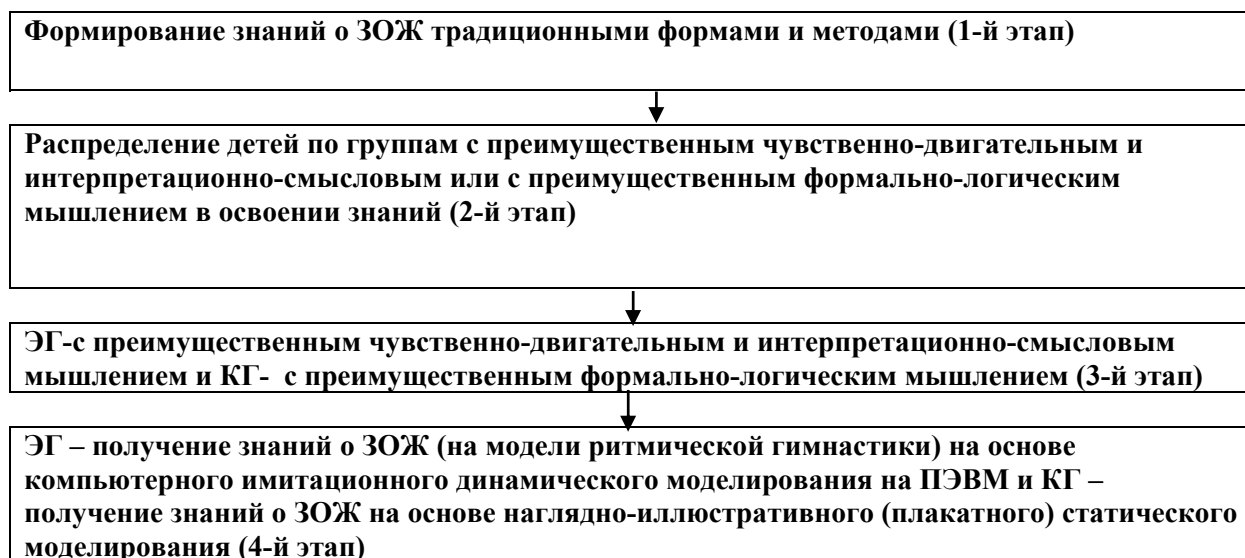 Формирование знаний о ЗОЖ традиционными формами и методами (1-й этап)
Распределение детей по группам с преимущественным чувственно-двигательным и
интерпретационно-смысловым или с преимущественным формально-логическим
мышлением в освоении знаний (2-й этап)
ЭГ-с преимущественным чувственно-двигательным и интерпретационно-смысловым
мышлением и КГ- с преимущественным формально-логическим мышлением (3-й этап)
ЭГ – получение знаний о ЗОЖ (на модели ритмической гимнастики) на основе
компьютерного имитационного динамического моделирования на ПЭВМ и КГ –
получение знаний о ЗОЖ на основе наглядно-иллюстративного (плакатного) статического
моделирования (4-й этап)